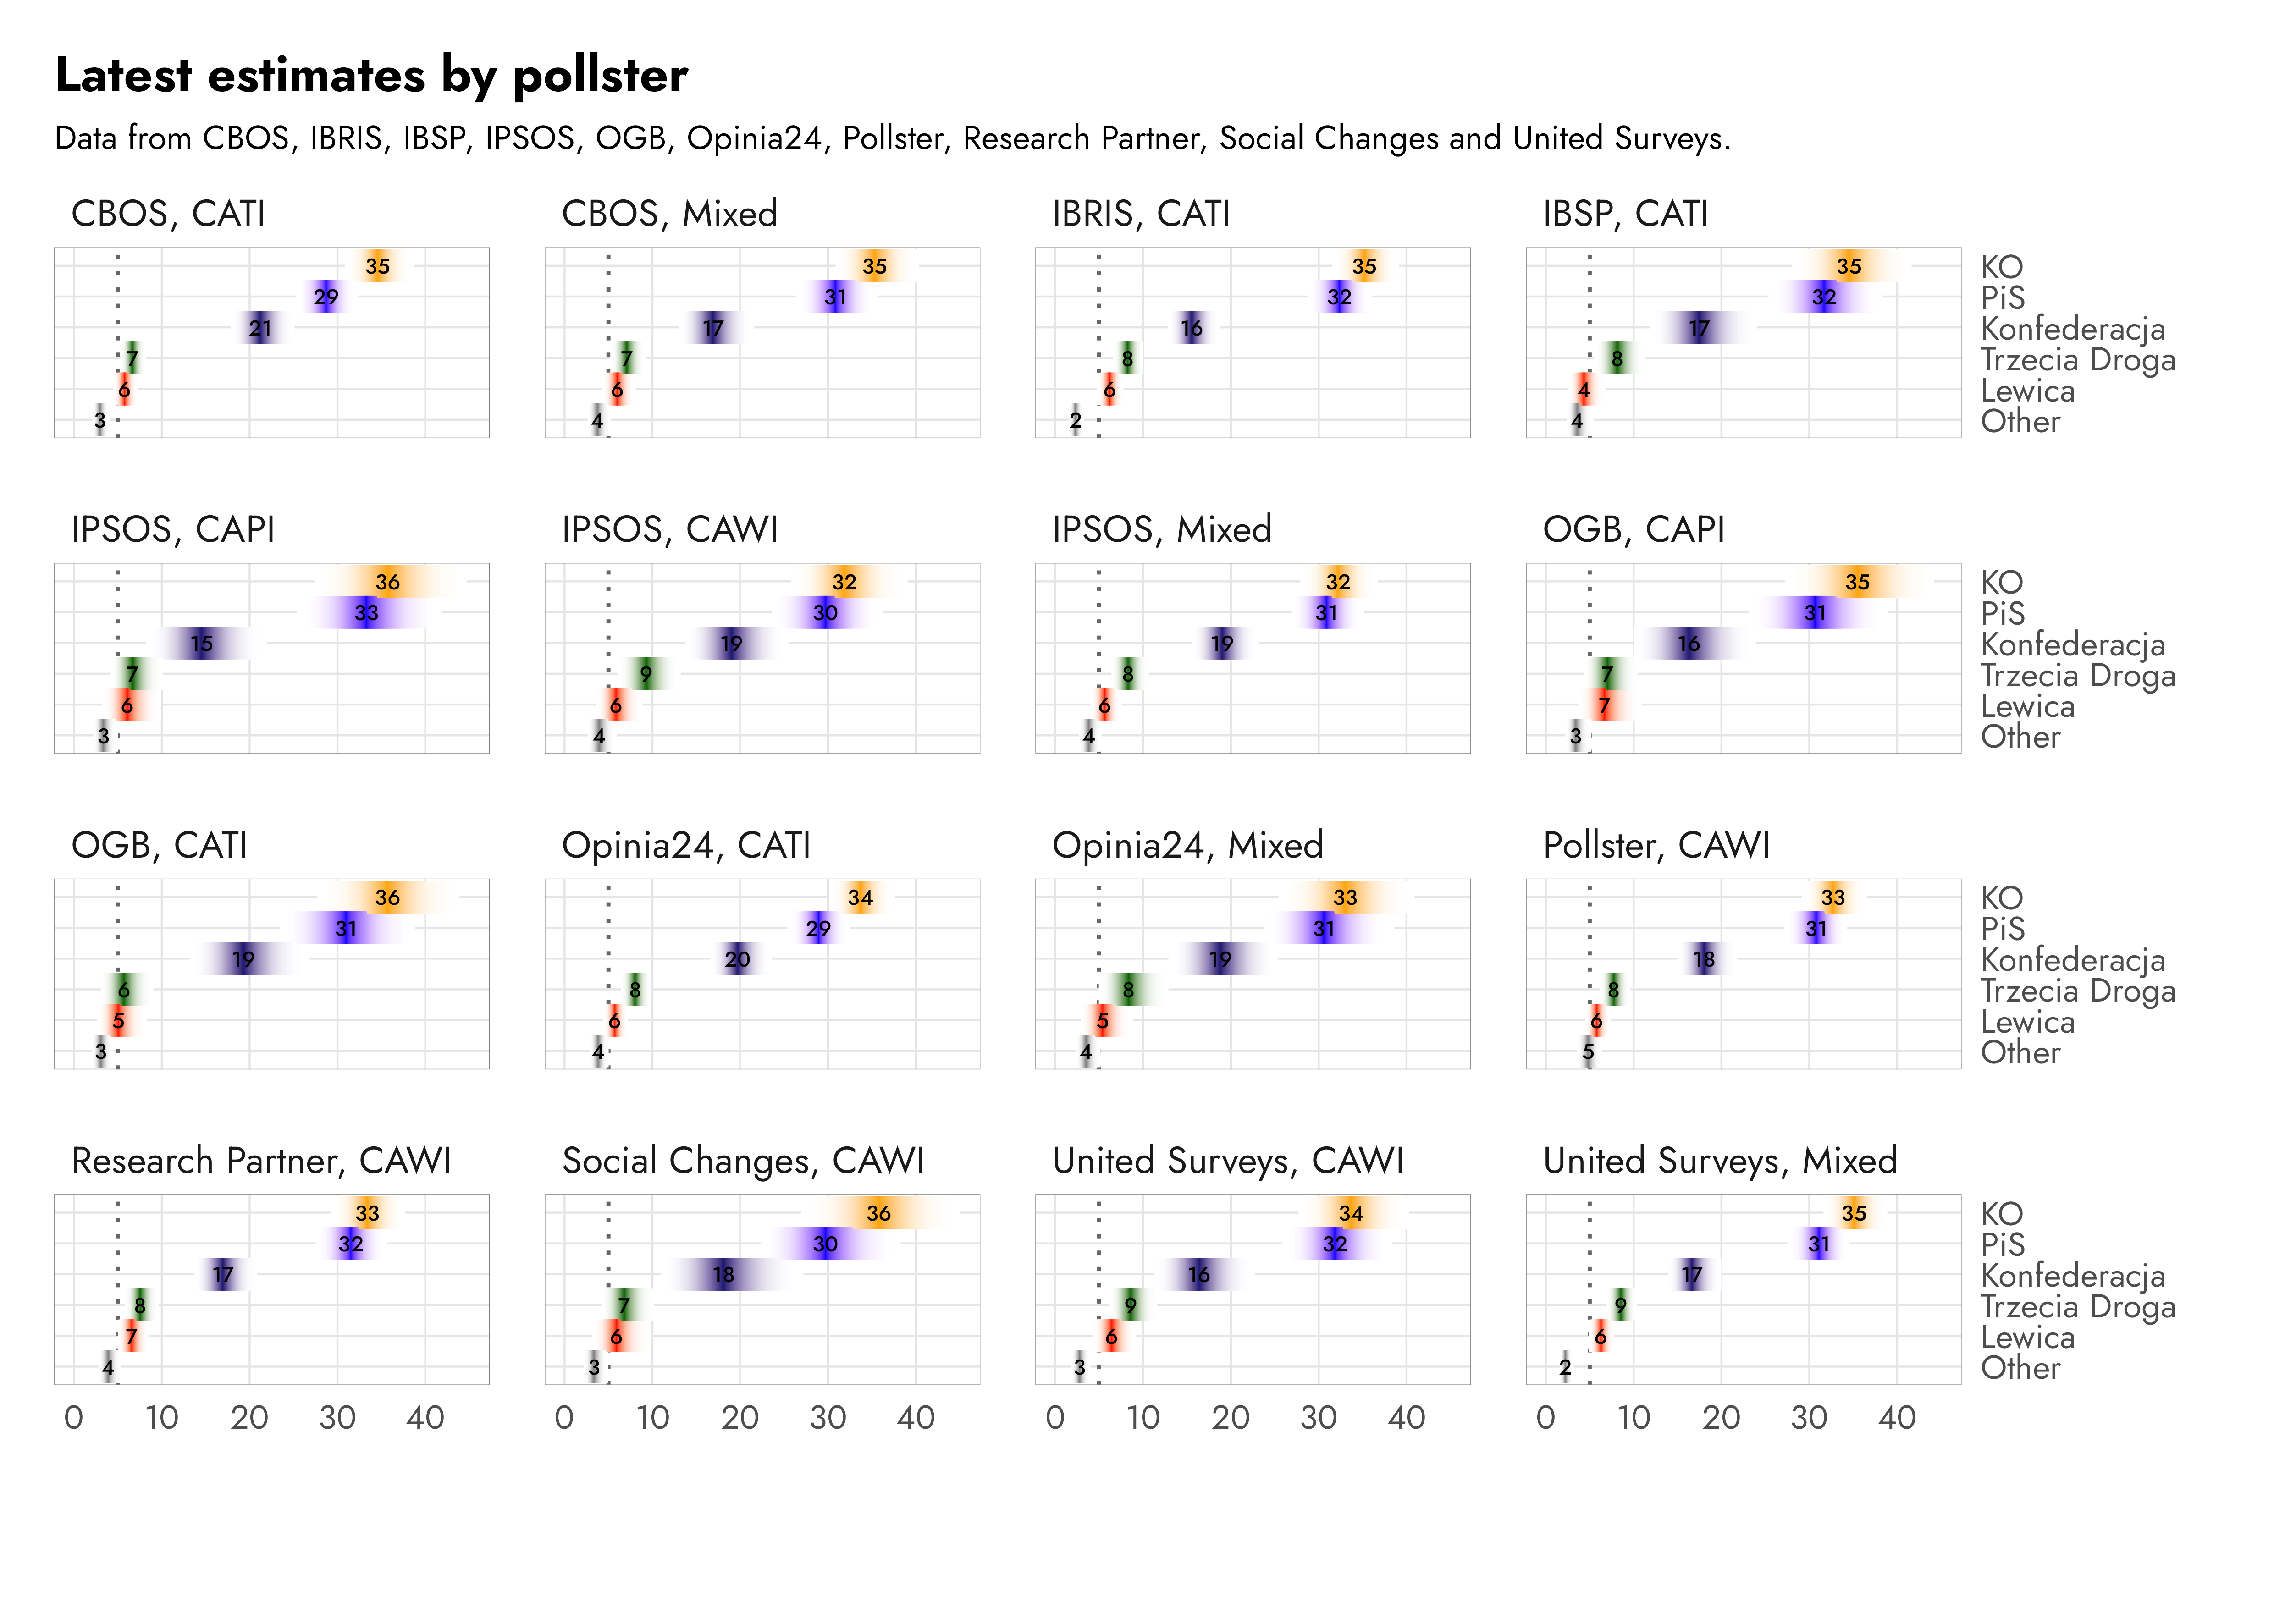 Latest estimates by pollster
Data from CBOS, IBRIS, IBSP, IPSOS, OGB, Opinia24, Pollster, Research Partner, Social Changes and United Surveys.
CBOS, CATI
35
29
21
7
6
3
CBOS, Mixed
35
31
17
7
6
4
IBRIS, CATI
35
32
16
8
6
2
IBSP, CATI
35
32
17
8
4
4
KO
PiS
Konfederacja
Trzecia Droga
Lewica
Other
IPSOS, CAPI
36
33
15
7
6
3
IPSOS, CAWI
32
30
19
9
6
4
IPSOS, Mixed
32
31
19
8
6
4
OGB, CAPI
35
31
16
7
7
3
KO
PiS
Konfederacja
Trzecia Droga
Lewica
Other
OGB, CATI
36
31
19
6
5
3
Opinia24, CATI
34
29
20
8
6
4
Opinia24, Mixed
33
31
19
8
5
4
Pollster, CAWI
33
31
18
8
6
5
KO
PiS
Konfederacja
Trzecia Droga
Lewica
Other
Research Partner, CAWI
33
32
17
8
7
4
Social Changes, CAWI
36
30
18
7
6
3
United Surveys, CAWI
34
32
16
9
6
3
United Surveys, Mixed
35
31
17
9
6
2
KO
PiS
Konfederacja
Trzecia Droga
Lewica
Other
0 10 20 30 40
0 10 20 30 40
0 10 20 30 40
0 10 20 30 40